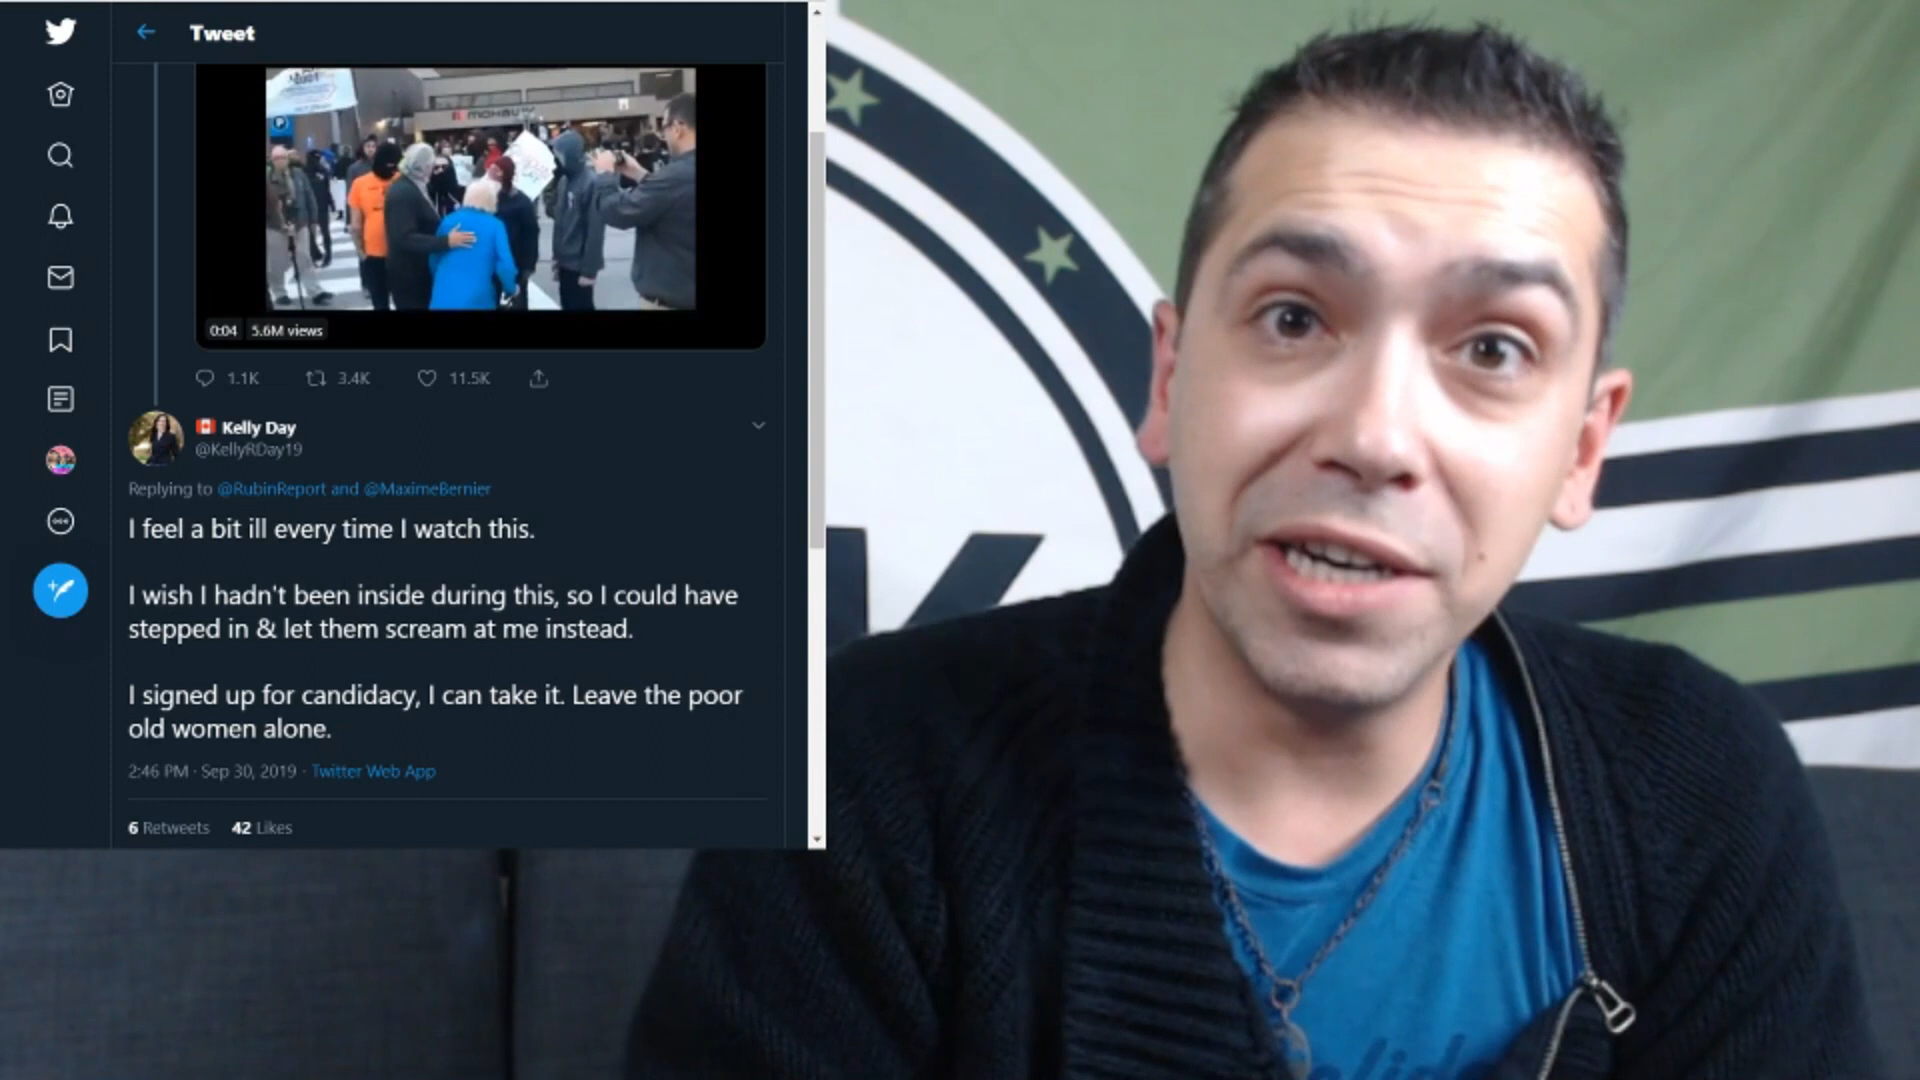 Tweet
MOHAWK
0:04 5.6M views
1.1K 3.4K 11.5K
Kelly Day
@KellyRDay19
Replying to @RubinReport and @MaximeBernier
I feel a bit ill every time I watch this.
I wish I hadn't been inside during this, so I could have
stepped in & let them scream at me instead.
I signed up for candidacy, I can take it. Leave the poor
old women alone.
2:46 PM · Sep 30, 2019 · Twitter Web App
6 Retweets 42 Likes
K